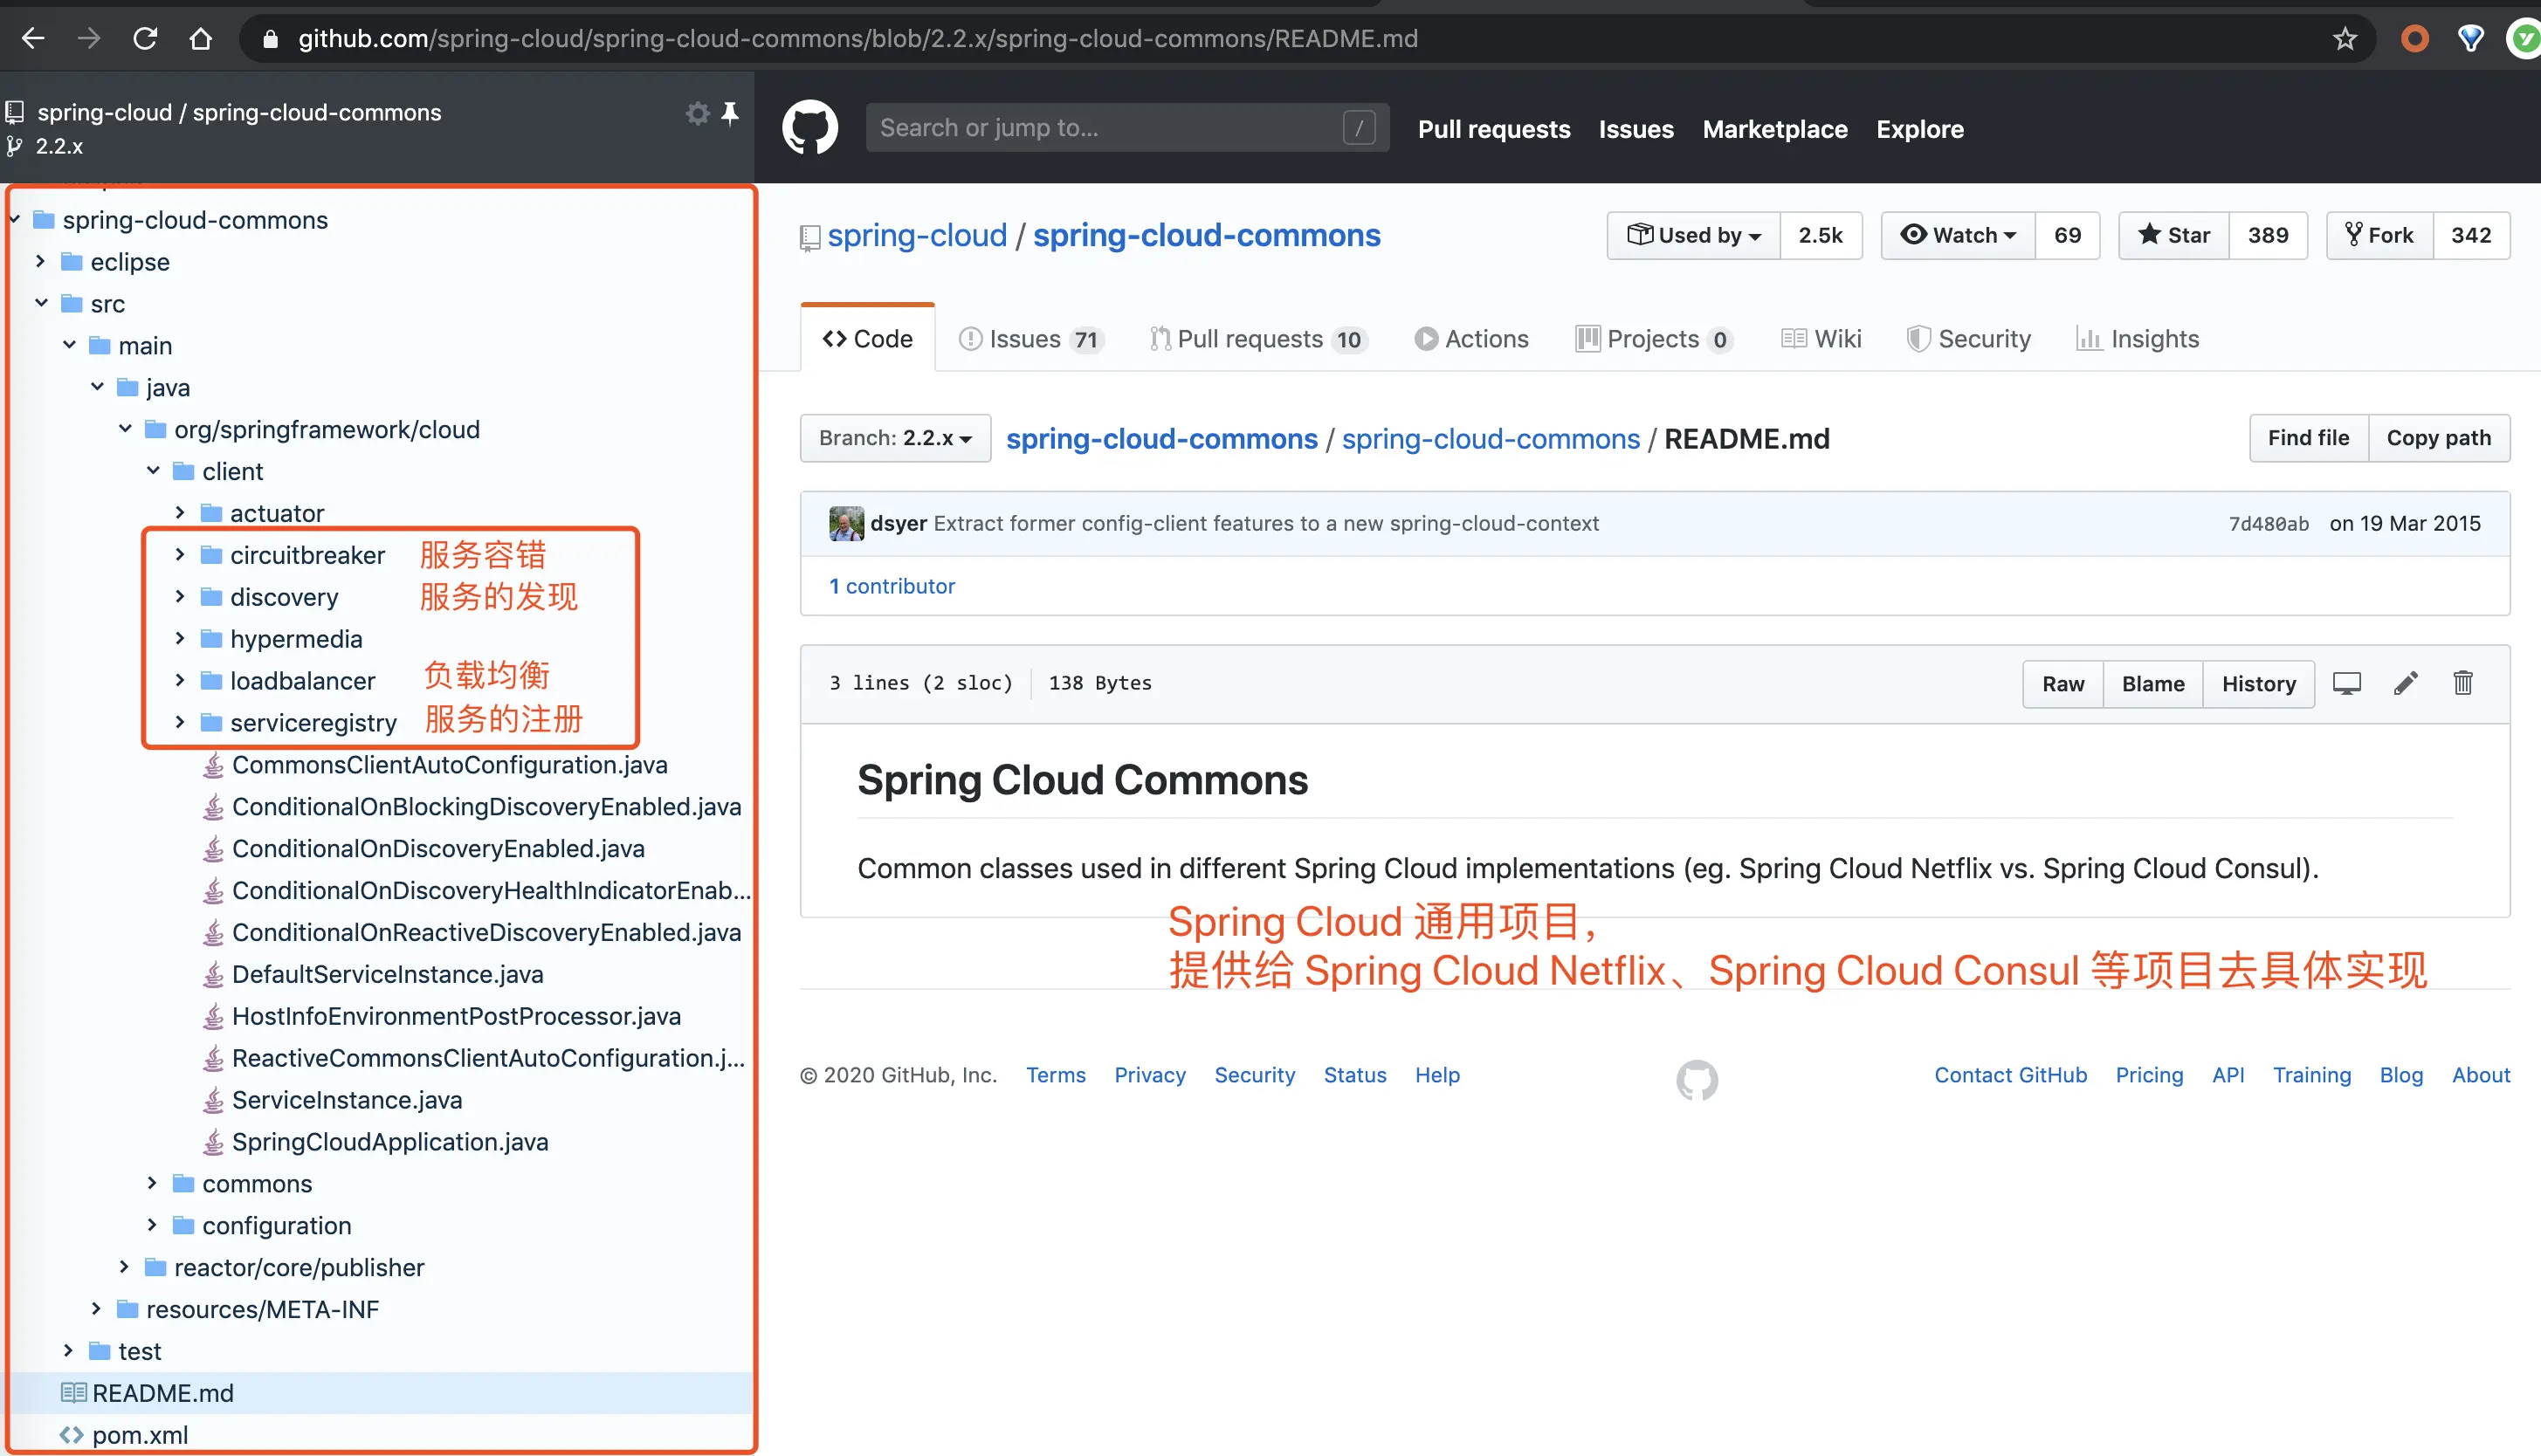 github.com/spring-cloud/spring-cloud-commons/blob/2.2.x/spring-cloud-commons/README.md
spring-cloud / spring-cloud-commons
2.2.x
spring-cloud-commons
eclipse
src
main
java
org/springframework/cloud
client
actuator
circuitbreaker 服务容错
discovery 服务的发现
hypermedia
loadbalancer 负载均衡
serviceregistry 服务的注册
CommonsClientAutoConfiguration.java
ConditionalOnBlockingDiscoveryEnabled.java
ConditionalOnDiscoveryEnabled.java
ConditionalOnDiscoveryHealthIndicatorEnab...
ConditionalOnReactiveDiscoveryEnabled.java
DefaultServiceInstance.java
HostInfoEnvironmentPostProcessor.java
ReactiveCommonsClientAutoConfiguration.j...
ServiceInstance.java
SpringCloudApplication.java
commons
configuration
reactor/core/publisher
resources/META-INF
test
README.md
pom.xml
Search or jump to... / Pull requests Issues Marketplace Explore
spring-cloud / spring-cloud-commons Used by 2.5k Watch 69 Star 389 Fork 342
Code Issues 71 Pull requests 10 Actions Projects 0 Wiki Security Insights
Branch: 2.2.x spring-cloud-commons / spring-cloud-commons / README.md Find file Copy path
dsyer Extract former config-client features to a new spring-cloud-context 7d480ab on 19 Mar 2015
1 contributor
3 lines (2 sloc) 138 Bytes Raw Blame History
Spring Cloud Commons
Common classes used in different Spring Cloud implementations (eg. Spring Cloud Netflix vs. Spring Cloud Consul).
Spring Cloud 通用项目，
提供给 Spring Cloud Netflix、Spring Cloud Consul 等项目去具体实现
© 2020 GitHub, Inc. Terms Privacy Security Status Help Contact GitHub Pricing API Training Blog About